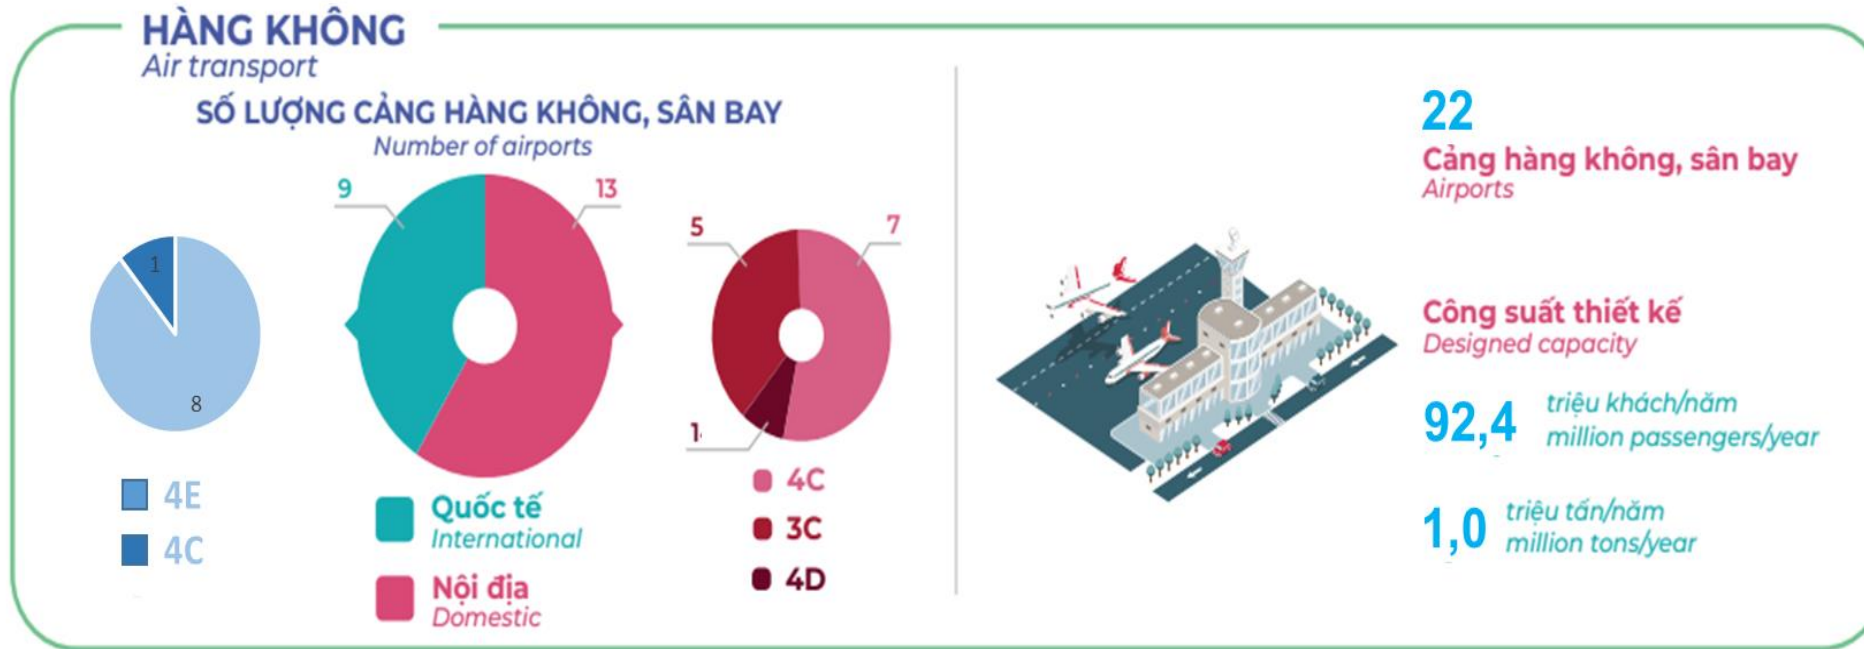 HÀNG KHÔNG
Air transport
SỐ LƯỢNG CẢNG HÀNG KHÔNG, SÂN BAY
Number of airports
1
8
4E
4C
9
13
Quốc tế
International
Nội địa
Domestic
5
7
1
4C
3C
4D
22
Cảng hàng không, sân bay
Airports
Công suất thiết kế
Designed capacity
92,4
triệu khách/năm
million passengers/year
1,0
triệu tấn/năm
million tons/year